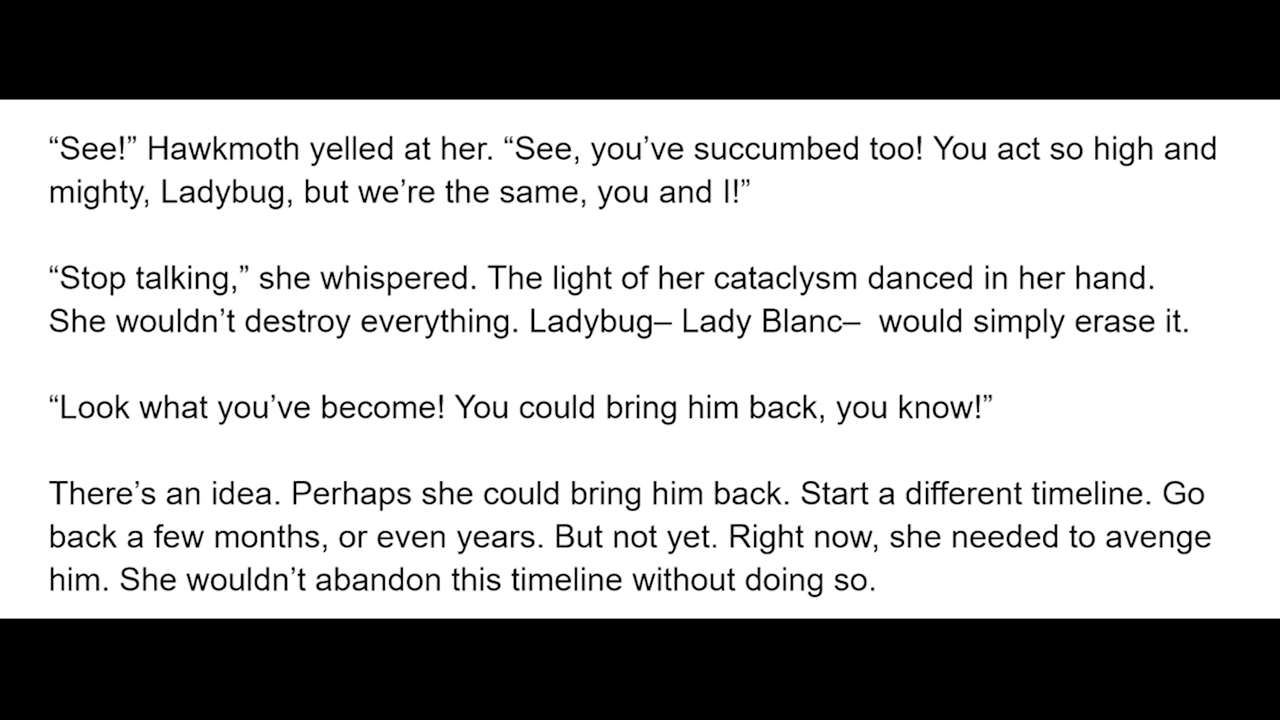 “See!” Hawkmoth yelled at her. “See, you’ve succumbed too! You act so high and
mighty, Ladybug, but we’re the same, you and I!”
“Stop talking,” she whispered. The light of her cataclysm danced in her hand.
She wouldn’t destroy everything. Ladybug– Lady Blanc–  would simply erase it.
“Look what you’ve become! You could bring him back, you know!”
There’s an idea. Perhaps she could bring him back. Start a different timeline. Go
back a few months, or even years. But not yet. Right now, she needed to avenge
him. She wouldn’t abandon this timeline without doing so.